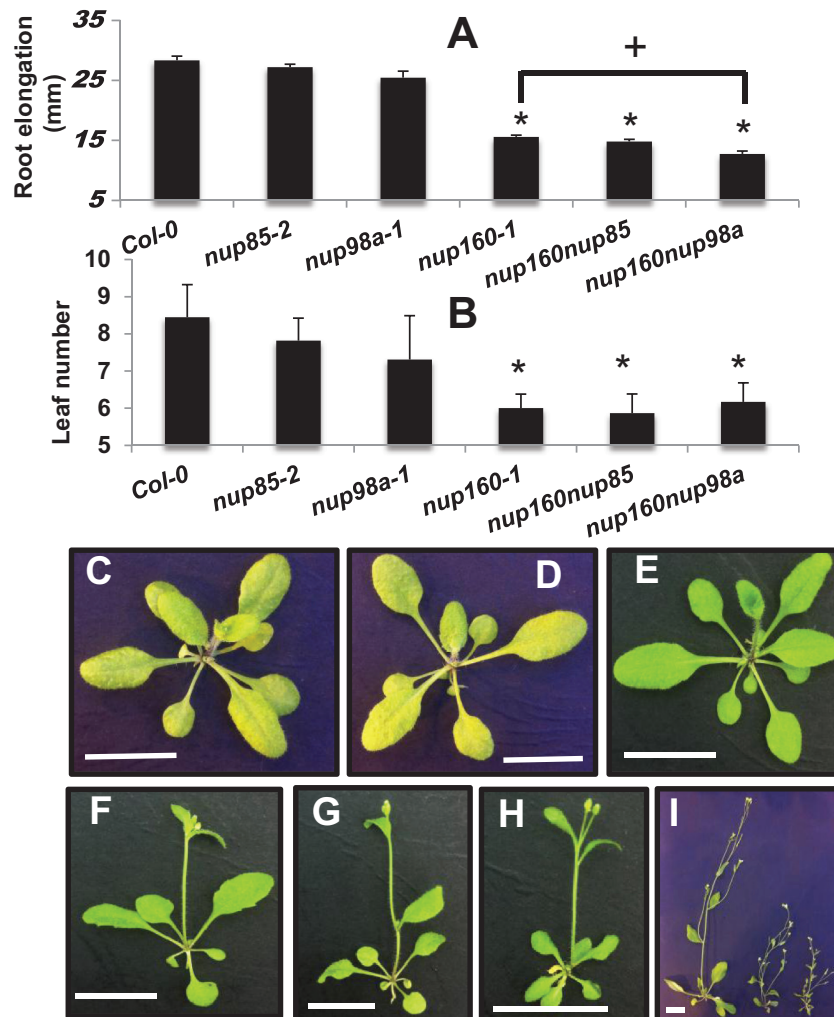 A
Root elongation
(mm)
35
25
15
5
+
*
*
*
Col-0
nup85-2
nup98a-1
nup160-1
nup160nup85
nup160nup98a
B
Leaf number
10
9
8
7
6
5
*
*
*
Col-0
nup85-2
nup98a-1
nup160-1
nup160nup85
nup160nup98a
C
D
E
F
G
H
I